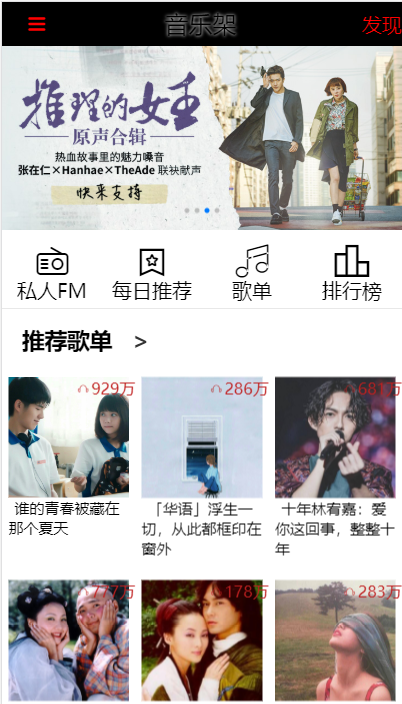 音乐架
发现
推理的女王
原声合辑
热血故事里的魅力嗓音
张在仁×Hanhae×TheAde 联袂献声
快来支持
私人FM
每日推荐
歌单
排行榜
推荐歌单 >
929万
286万
681万
谁的青春被藏在
那个夏天
「华语」浮生一
切，从此都框印在
窗外
十年林宥嘉：爱
你这回事，整整十
年
777万
178万
283万